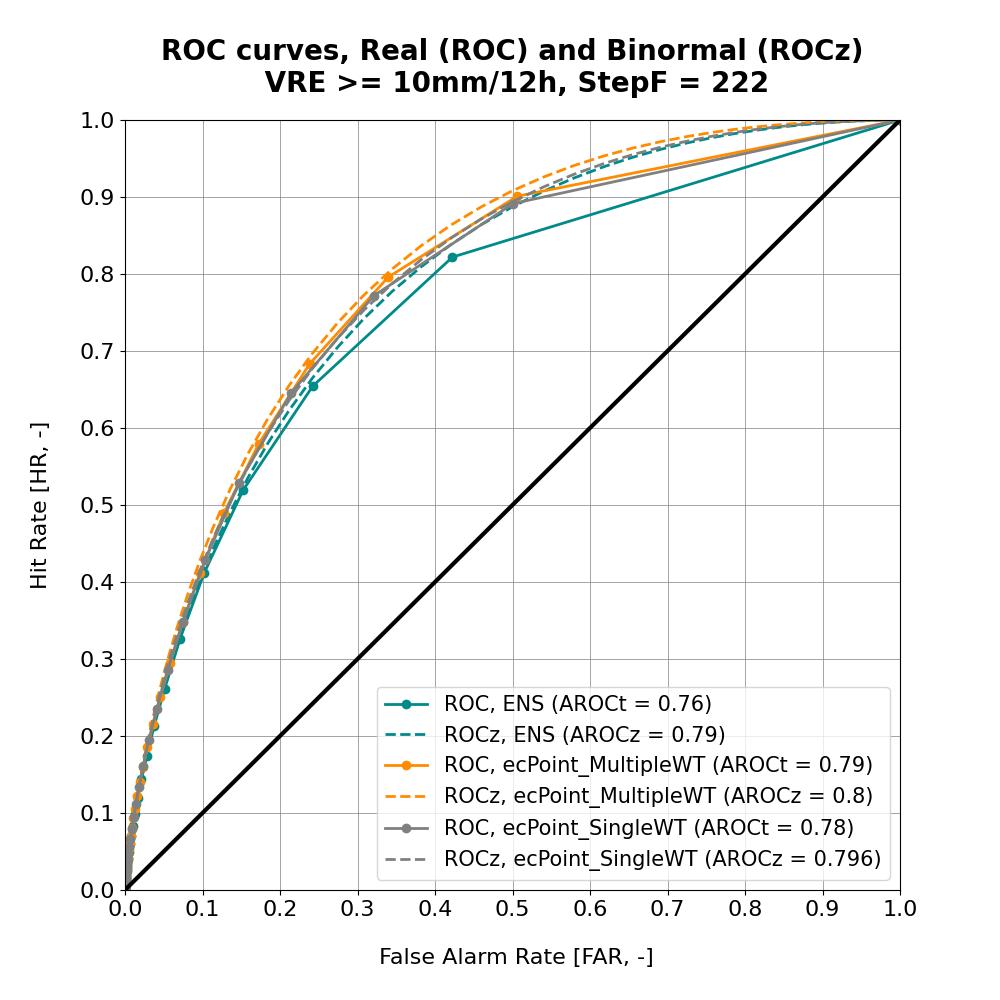 ROC curves, Real (ROC) and Binormal (ROCz)
VRE >= 10mm/12h, StepF = 222
1.0
0.9
0.8
0.7
0.6
0.5
0.4
0.3
0.2
0.1
0.0
Hit Rate [HR, -]
ROC, ENS (AROCt = 0.76)
ROCz, ENS (AROCz = 0.79)
ROC, ecPoint_MultipleWT (AROCt = 0.79)
ROCz, ecPoint_MultipleWT (AROCz = 0.8)
ROC, ecPoint_SingleWT (AROCt = 0.78)
ROCz, ecPoint_SingleWT (AROCz = 0.796)
0.0 0.1 0.2 0.3 0.4 0.5 0.6 0.7 0.8 0.9 1.0
False Alarm Rate [FAR, -]